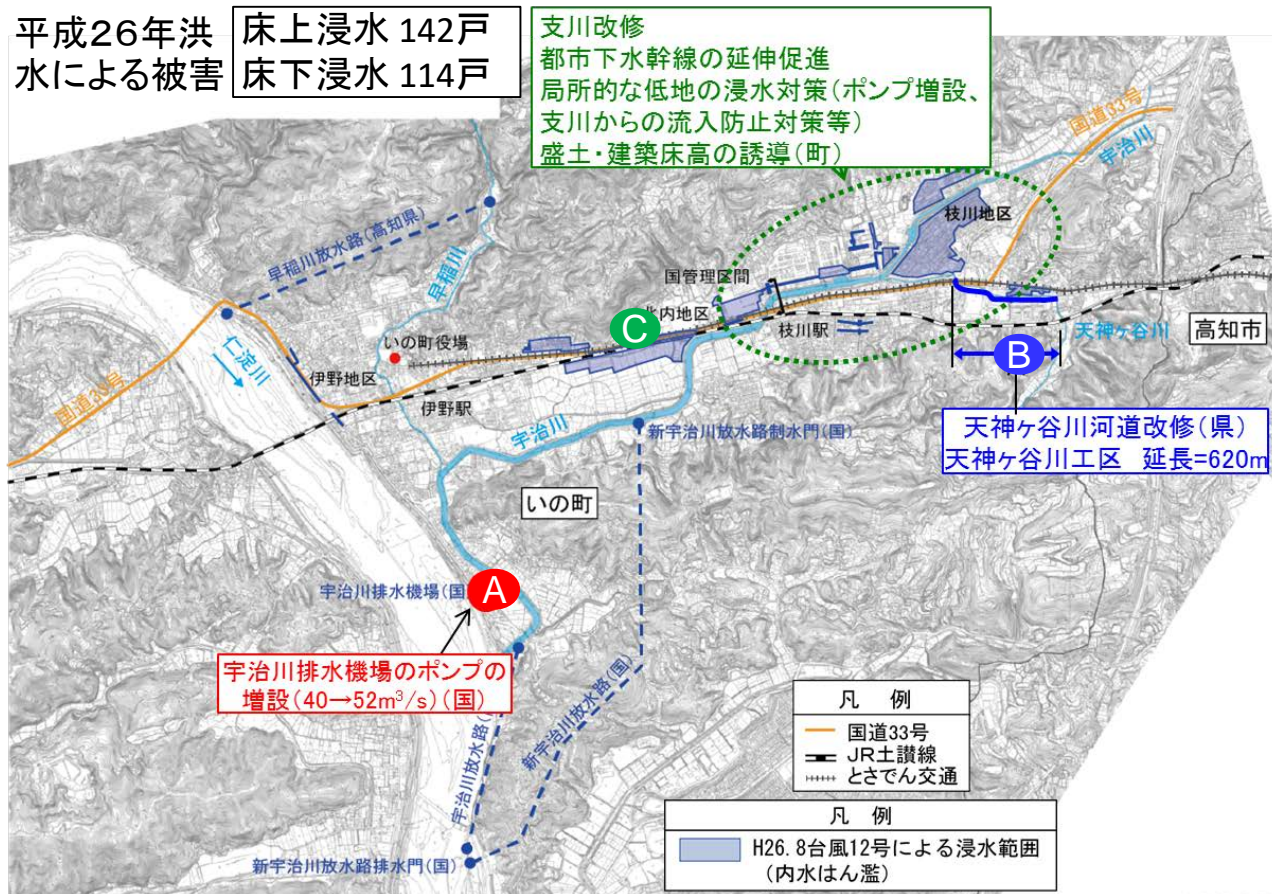 平成26年洪
水による被害
床上浸水 142戸
床下浸水 114戸
支川改修
都市下水幹線の延伸促進
局所的な低地の浸水対策(ポンプ増設、
支川からの流入防止対策等)
盛土・建築床高の誘導(町)
国道33号
宇治川
早稲川放水路(高知県)
早稲川
枝川地区
国管理区間
内地区
C
いの町役場
枝川駅
天神ヶ谷川
高知市
仁淀川
伊野地区
国道33号
伊野駅
B
宇治川
新宇治川放水路制水門(国)
天神ヶ谷川河道改修(県)
天神ヶ谷川工区 延長=620m
いの町
宇治川排水機場(国
A
宇治川排水機場のポンプの
増設(40→52m³/s)(国)
宇治川放水路(
新宇治川放水路(国)
新宇治川放水路排水門(国)
凡 例
国道33号
JR土讃線
とさでん交通
凡 例
H26.8台風12号による浸水範囲
(内水はん濫)